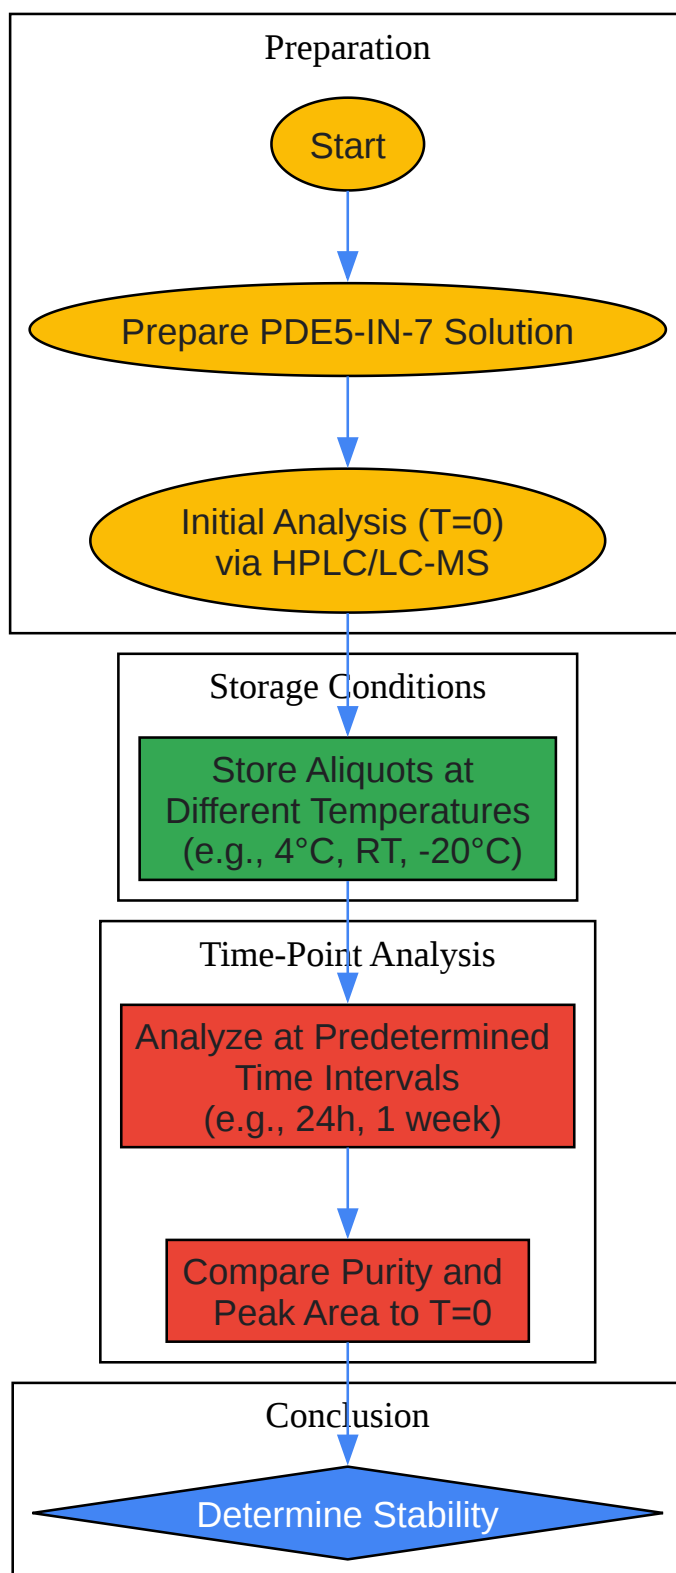 Preparation
Start
Prepare PDE5-IN-7 Solution
Initial Analysis (T=0)
via HPLC/LC-MS
Storage Conditions
Store Aliquots at
Different Temperatures
(e.g., 4°C, RT, -20°C)
Time-Point Analysis
Analyze at Predetermined
Time Intervals
(e.g., 24h, 1 week)
Compare Purity and
Peak Area to T=0
Conclusion
Determine Stability